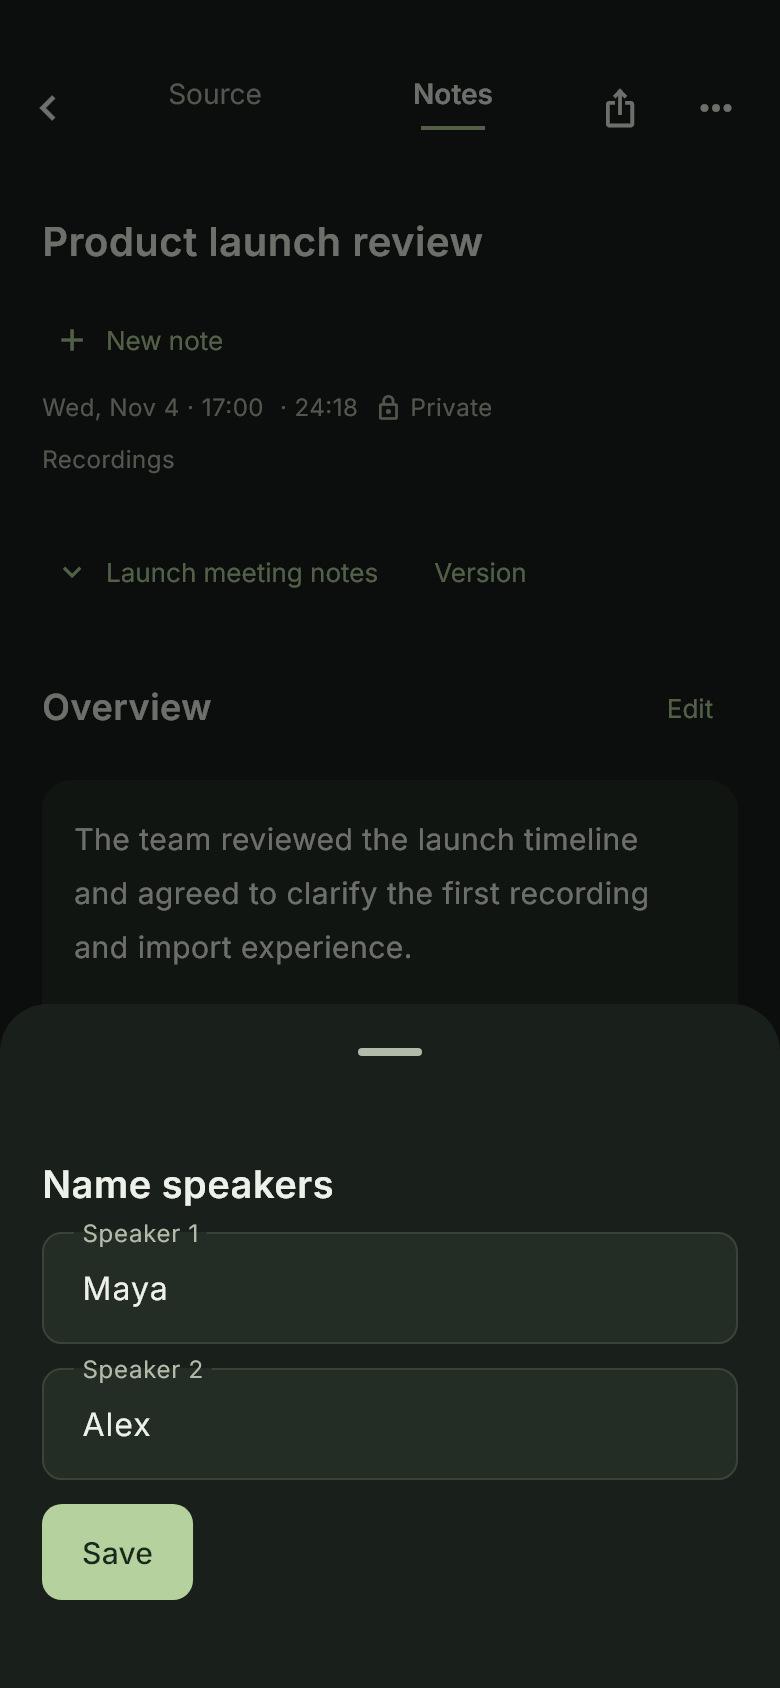 Source
Notes
Product launch review
New note
Wed, Nov 4 · 17:00 · 24:18 Private
Recordings
Launch meeting notes Version
Overview Edit
The team reviewed the launch timeline
and agreed to clarify the first recording
and import experience.
Name speakers
Speaker 1
Maya
Speaker 2
Alex
Save